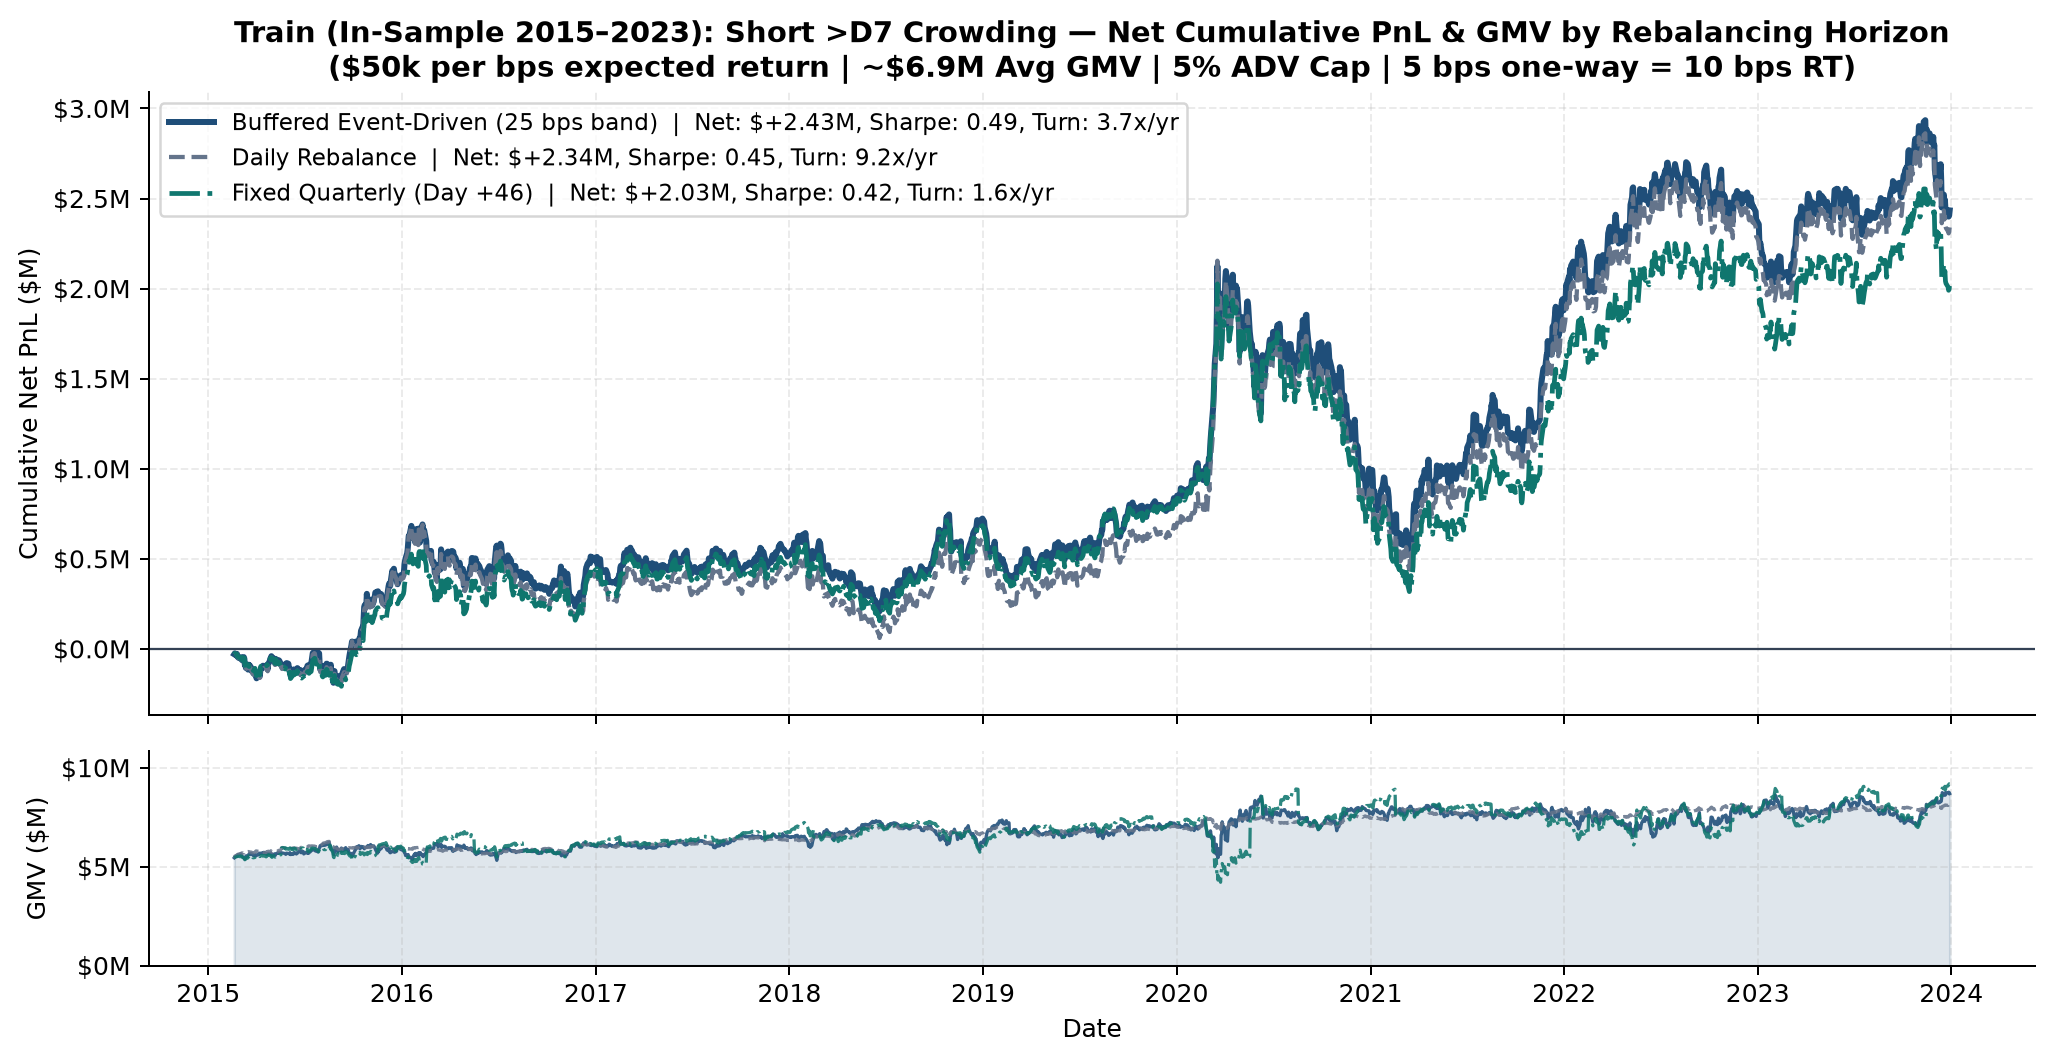 Train (In-Sample 2015–2023): Short >D7 Crowding — Net Cumulative PnL & GMV by Rebalancing Horizon
($50k per bps expected return | ~$6.9M Avg GMV | 5% ADV Cap | 5 bps one-way = 10 bps RT)
Buffered Event-Driven (25 bps band) | Net: $+2.43M, Sharpe: 0.49, Turn: 3.7x/yr
Daily Rebalance | Net: $+2.34M, Sharpe: 0.45, Turn: 9.2x/yr
Fixed Quarterly (Day +46) | Net: $+2.03M, Sharpe: 0.42, Turn: 1.6x/yr
Cumulative Net PnL ($M)
$3.0M
$2.5M
$2.0M
$1.5M
$1.0M
$0.5M
$0.0M
GMV ($M)
$10M
$5M
$0M
2015 2016 2017 2018 2019 2020 2021 2022 2023 2024
Date